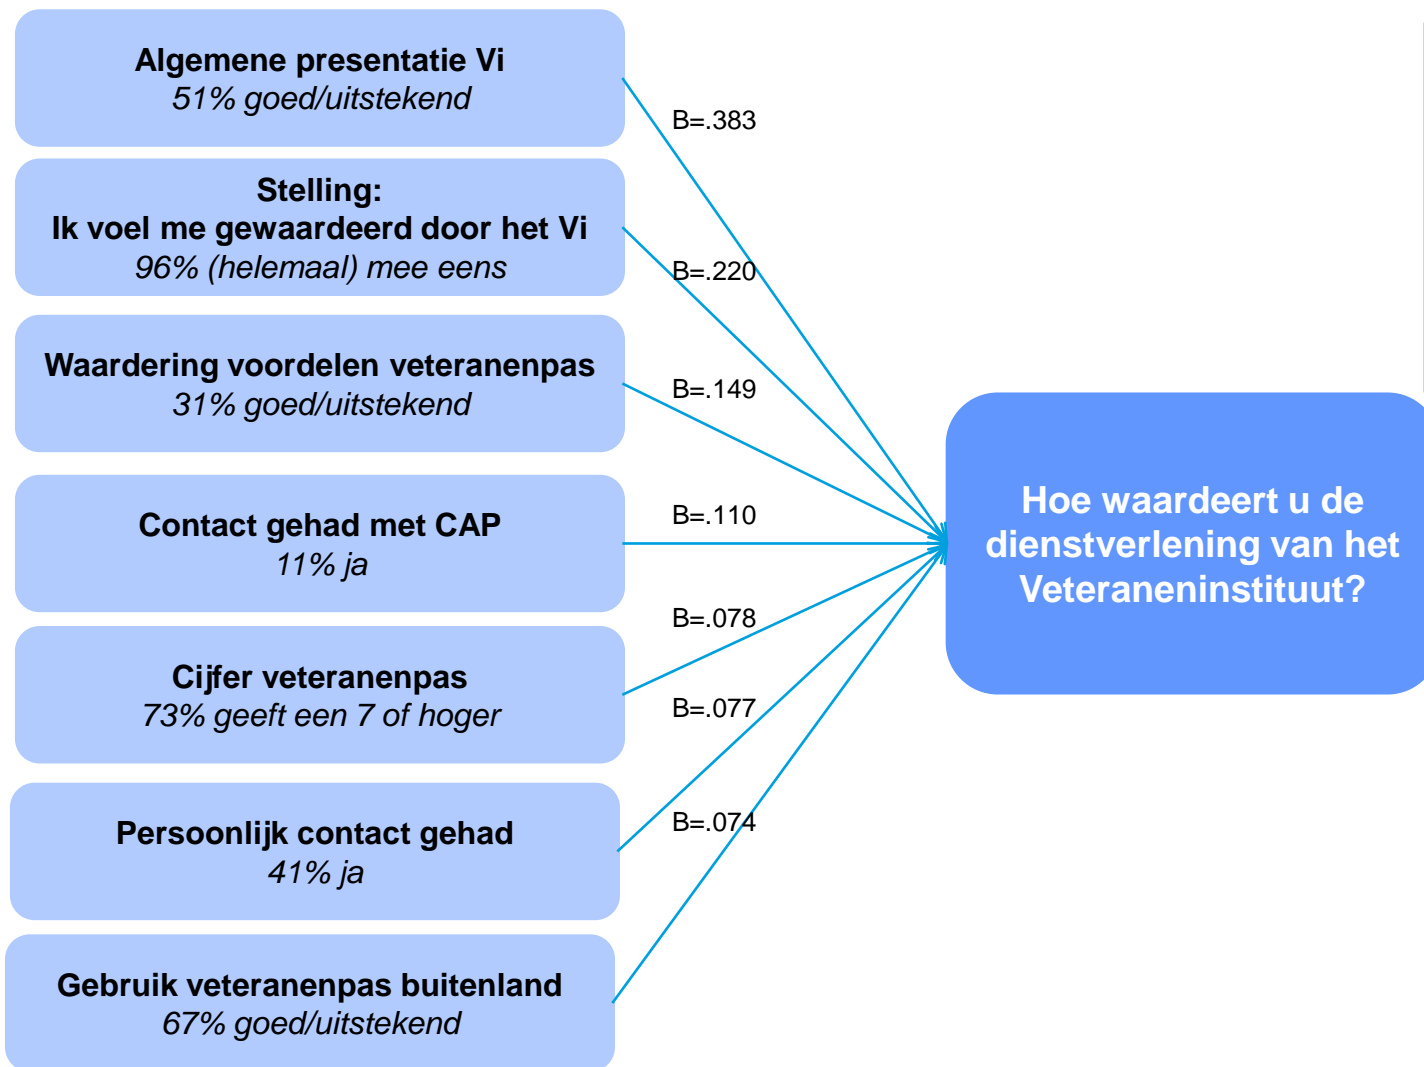 Algemene presentatie Vi
51% goed/uitstekend
B=.383
Stelling:
Ik voel me gewaardeerd door het Vi
96% (helemaal) mee eens
B=.220
Waardering voordelen veteranenpas
31% goed/uitstekend
B=.149
Contact gehad met CAP
11% ja
B=.110
Cijfer veteranenpas
73% geeft een 7 of hoger
B=.078
Persoonlijk contact gehad
41% ja
B=.077
Gebruik veteranenpas buitenland
67% goed/uitstekend
B=.074
Hoe waardeert u de
dienstverlening van het
Veteraneninstituut?